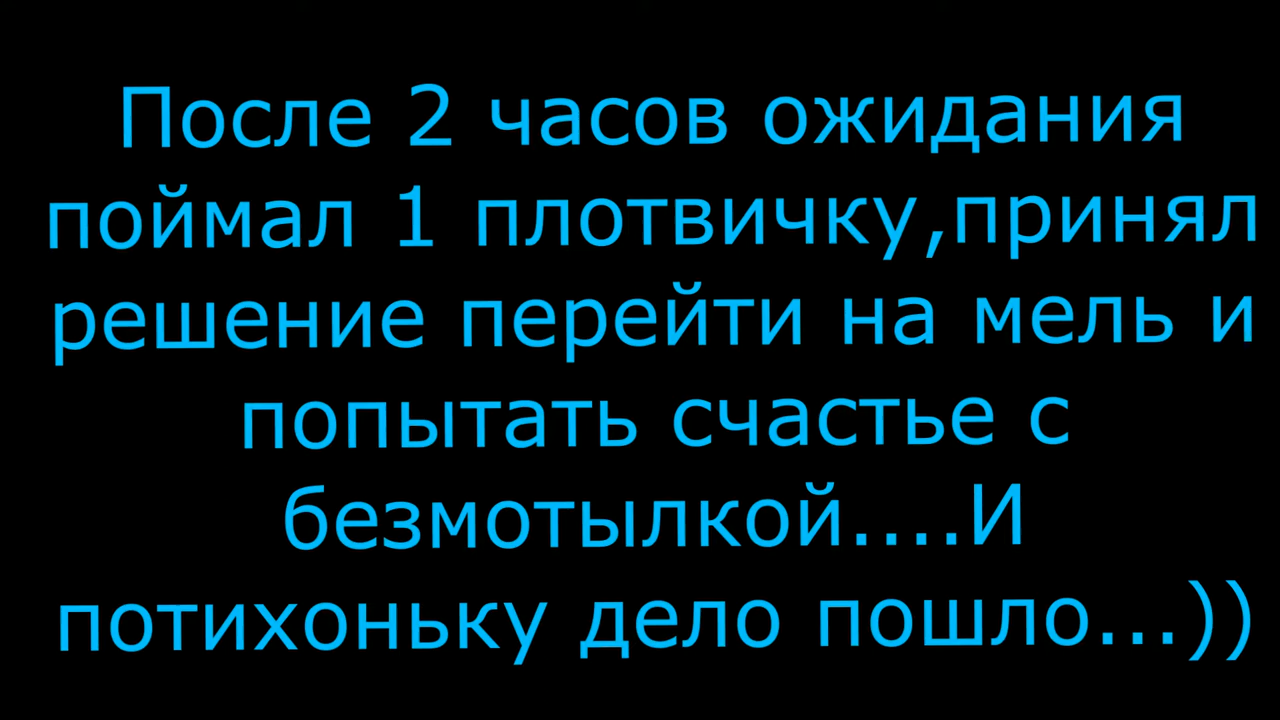 После 2 часов ожидания
поймал 1 плотвичку,принял
решение перейти на мель и
попытать счастье с
безмотылкой....И
потихоньку дело пошло...))